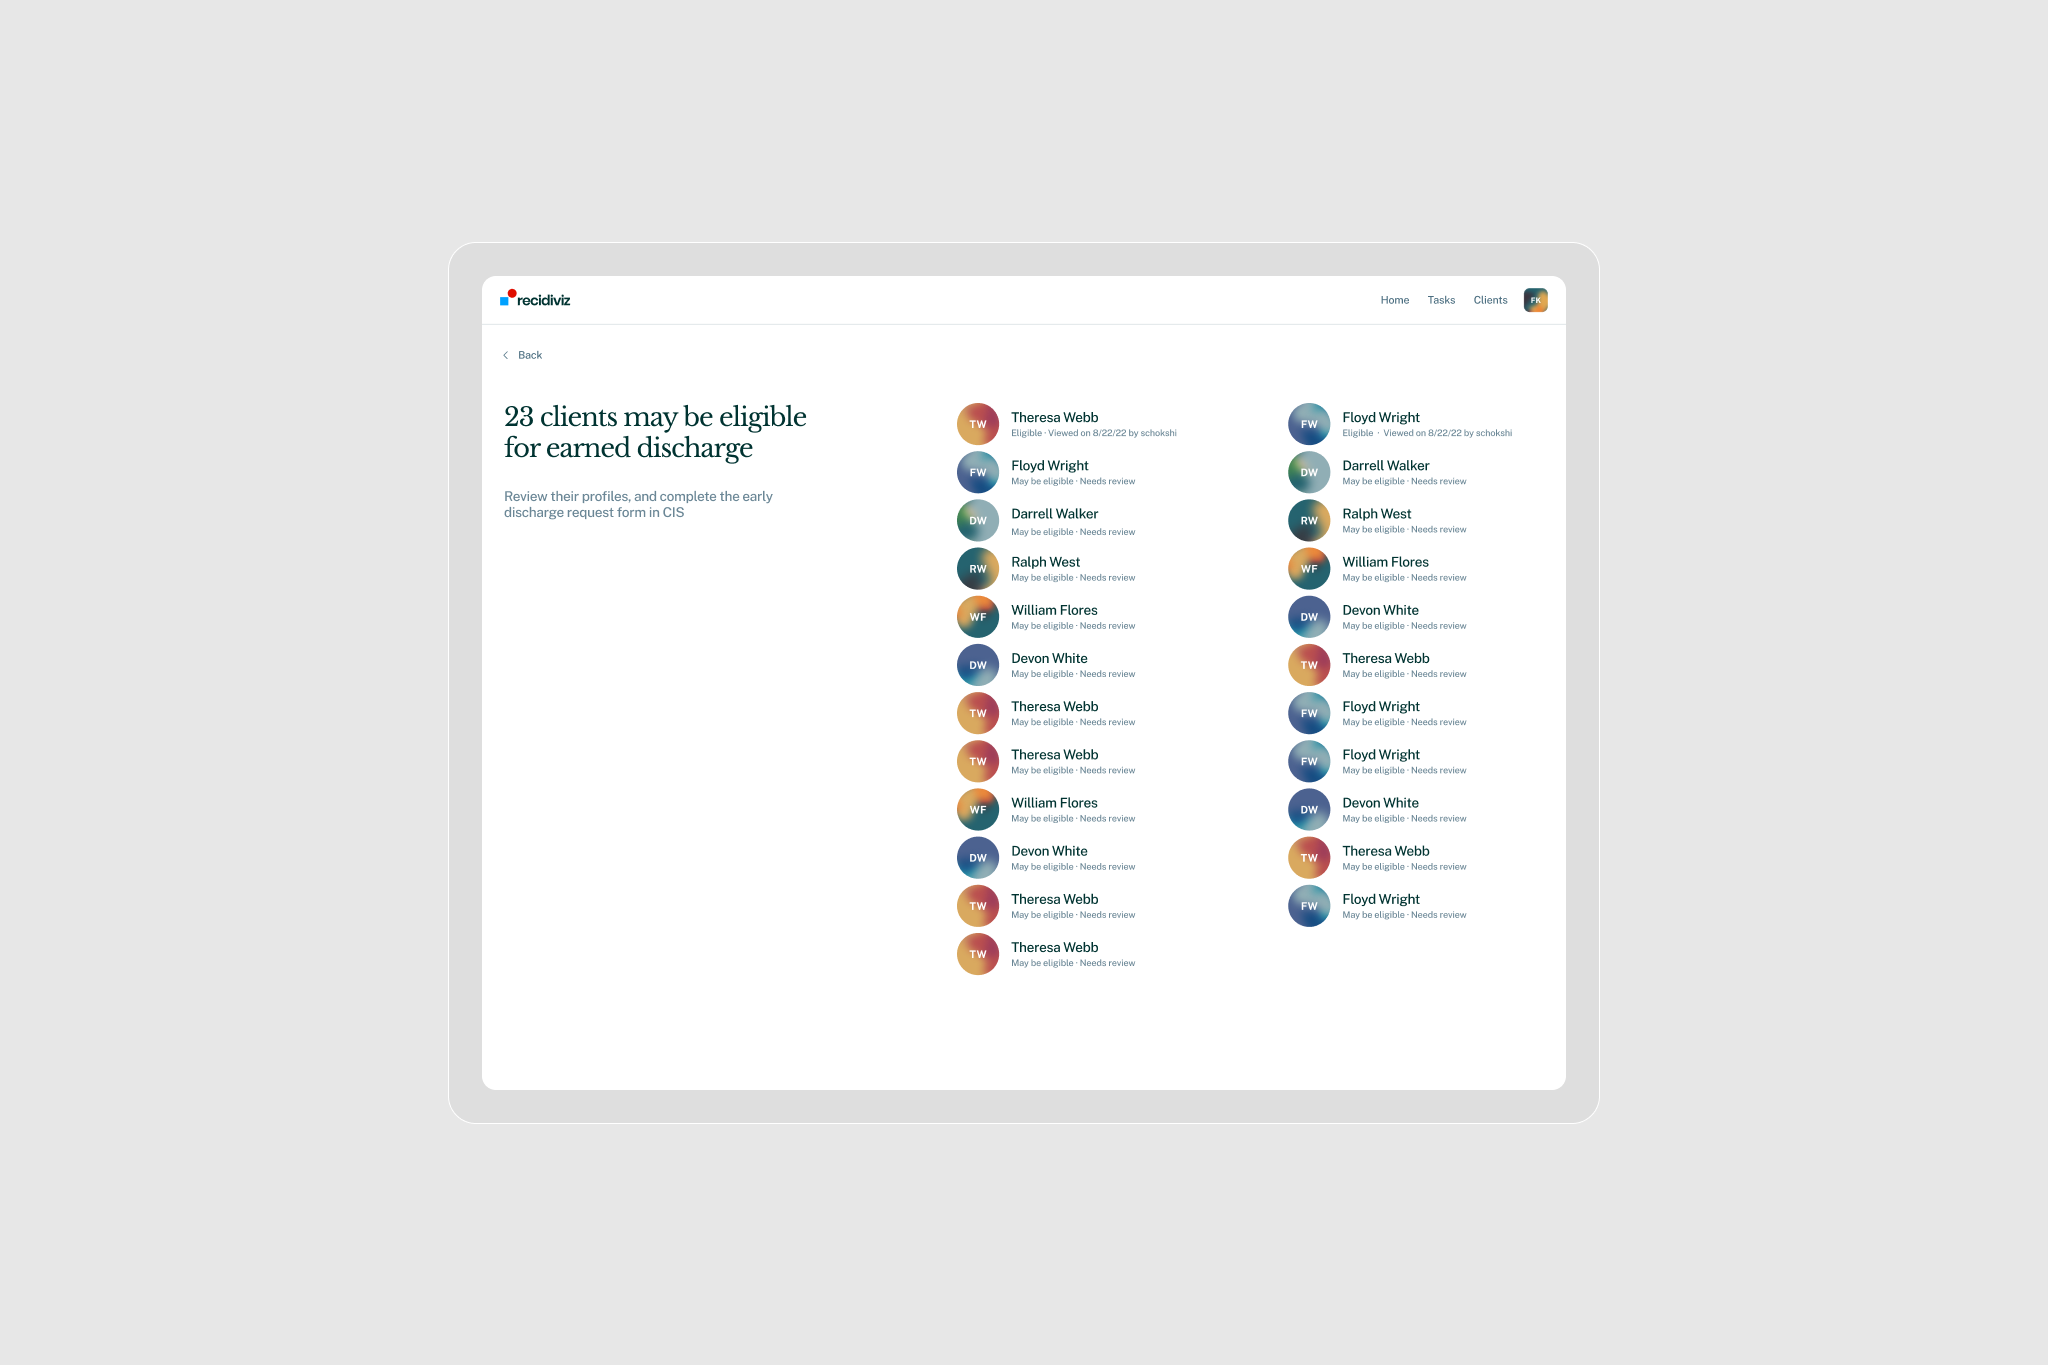 recidiviz
Home
Tasks
Clients
FK
Back
23 clients may be eligible
for earned discharge
Review their profiles, and complete the early
discharge request form in CIS
TW
Theresa Webb
Eligible · Viewed on 8/22/22 by schokshi
FW
Floyd Wright
May be eligible · Needs review
DW
Darrell Walker
May be eligible · Needs review
RW
Ralph West
May be eligible · Needs review
WF
William Flores
May be eligible · Needs review
DW
Devon White
May be eligible · Needs review
TW
Theresa Webb
May be eligible · Needs review
TW
Theresa Webb
May be eligible · Needs review
WF
William Flores
May be eligible · Needs review
DW
Devon White
May be eligible · Needs review
TW
Theresa Webb
May be eligible · Needs review
TW
Theresa Webb
May be eligible · Needs review
FW
Floyd Wright
Eligible · Viewed on 8/22/22 by schokshi
DW
Darrell Walker
May be eligible · Needs review
RW
Ralph West
May be eligible · Needs review
WF
William Flores
May be eligible · Needs review
DW
Devon White
May be eligible · Needs review
TW
Theresa Webb
May be eligible · Needs review
FW
Floyd Wright
May be eligible · Needs review
FW
Floyd Wright
May be eligible · Needs review
DW
Devon White
May be eligible · Needs review
TW
Theresa Webb
May be eligible · Needs review
FW
Floyd Wright
May be eligible · Needs review